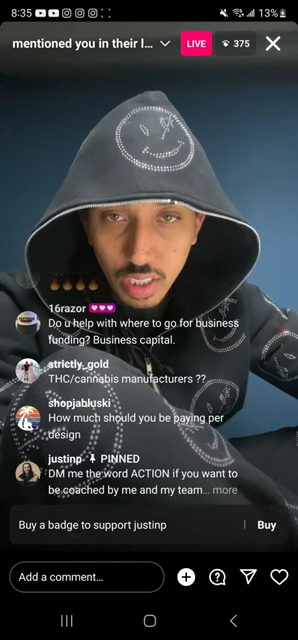 8:35 13%
mentioned you in their l... LIVE 375
16razor
Do u help with where to go for business
funding? Business capital.
strictly_gold
THC/cannabis manufacturers ??
shopjabluski
How much should you be paying per
design
justinp PINNED
DM me the word ACTION if you want to
be coached by me and my team... more
Buy a badge to support justinp | Buy
Add a comment...